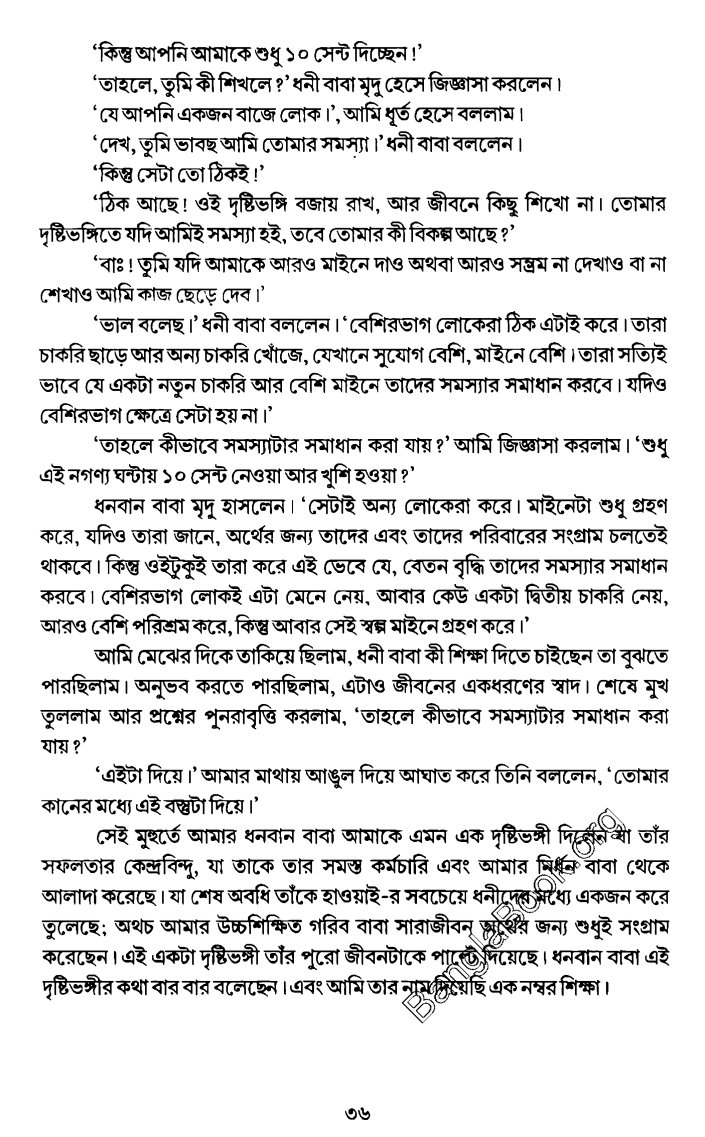 ‘কিন্তু আপনি আমাকে শুধু ১০ সেন্ট দিচ্ছেন!’
‘তাহলে, তুমি কী শিখলে?’ ধনী বাবা মৃদু হেসে জিজ্ঞাসা করলেন।
‘যে আপনি একজন বাজে লোক।’, আমি ধূর্ত হেসে বললাম।
‘দেখ, তুমি ভাবছ আমি তোমার সমস্যা।’ ধনী বাবা বললেন।
‘কিন্তু সেটা তো ঠিকই!’
‘ঠিক আছে! ওই দৃষ্টিভঙ্গি বজায় রাখ, আর জীবনে কিছু শিখো না। তোমার
দৃষ্টিভঙ্গিতে যদি আমিই সমস্যা হই, তবে তোমার কী বিকল্প আছে?’
‘বাঃ! তুমি যদি আমাকে আরও মাইনে দাও অথবা আরও সম্ভ্রম না দেখাও বা না
শেখাও আমি কাজ ছেড়ে দেব।’
‘ভাল বলেছ।’ ধনী বাবা বললেন। ‘বেশিরভাগ লোকেরা ঠিক এটাই করে। তারা
চাকরি ছাড়ে আর অন্য চাকরি খোঁজে, যেখানে সুযোগ বেশি, মাইনে বেশি। তারা সত্যিই
ভাবে যে একটা নতুন চাকরি আর বেশি মাইনে তাদের সমস্যার সমাধান করবে। যদিও
বেশিরভাগ ক্ষেত্রে সেটা হয় না।’
‘তাহলে কীভাবে সমস্যাটার সমাধান করা যায়?’ আমি জিজ্ঞাসা করলাম। ‘শুধু
এই নগণ্য ঘন্টায় ১০ সেন্ট নেওয়া আর খুশি হওয়া?’
ধনবান বাবা মৃদু হাসলেন। ‘সেটাই অন্য লোকেরা করে। মাইনেটা শুধু গ্রহণ
করে, যদিও তারা জানে, অর্থের জন্য তাদের এবং তাদের পরিবারের সংগ্রাম চলতেই
থাকবে। কিন্তু ওইটুকুই তারা করে এই ভেবে যে, বেতন বৃদ্ধি তাদের সমস্যার সমাধান
করবে। বেশিরভাগ লোকই এটা মেনে নেয়, আবার কেউ একটা দ্বিতীয় চাকরি নেয়,
আরও বেশি পরিশ্রম করে, কিন্তু আবার সেই স্বল্প মাইনে গ্রহণ করে।’
আমি মেঝের দিকে তাকিয়ে ছিলাম, ধনী বাবা কী শিক্ষা দিতে চাইছেন তা বুঝতে
পারছিলাম। অনুভব করতে পারছিলাম, এটাও জীবনের একধরণের স্বাদ। শেষে মুখ
তুললাম আর প্রশ্নের পুনরাবৃত্তি করলাম, ‘তাহলে কীভাবে সমস্যাটার সমাধান করা
যায়?’
‘এইটা দিয়ে।’ আমার মাথায় আঙুল দিয়ে আঘাত করে তিনি বললেন, ‘তোমার
কানের মধ্যে এই বস্তুটা দিয়ে।’
সেই মুহুর্তে আমার ধনবান বাবা আমাকে এমন এক দৃষ্টিভঙ্গী দিলেন যা তাঁর
সফলতার কেন্দ্রবিন্দু, যা তাকে তার সমস্ত কর্মচারি এবং আমার নির্ধন বাবা থেকে
আলাদা করেছে। যা শেষ অবধি তাঁকে হাওয়াই-র সবচেয়ে ধনীদের মধ্যে একজন করে
তুলেছে; অথচ আমার উচ্চশিক্ষিত গরিব বাবা সারাজীবন অর্থের জন্য শুধুই সংগ্রাম
করেছেন। এই একটা দৃষ্টিভঙ্গী তাঁর পুরো জীবনটাকে পাল্টে দিয়েছে। ধনবান বাবা এই
দৃষ্টিভঙ্গীর কথা বার বার বলেছেন। এবং আমি তার নাম দিয়েছি এক নম্বর শিক্ষা।
BanglaBook.org
৩৬